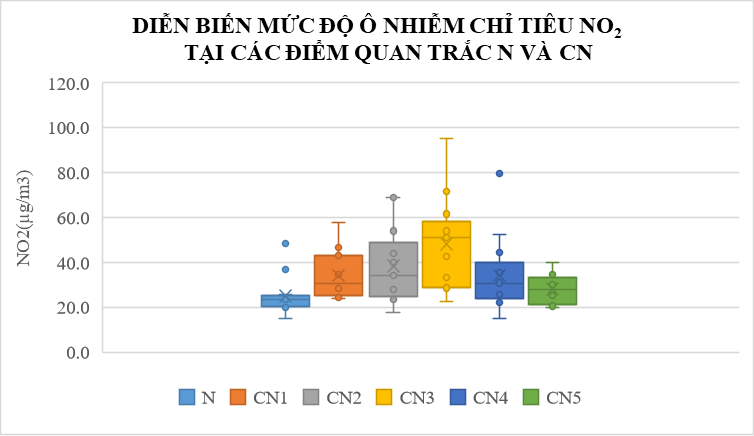 DIỄN BIẾN MỨC ĐỘ Ô NHIỄM CHỈ TIÊU NO₂
TẠI CÁC ĐIỂM QUAN TRẮC N VÀ CN
120.0
100.0
80.0
60.0
40.0
20.0
0.0
NO2(µg/m3)
N CN1 CN2 CN3 CN4 CN5